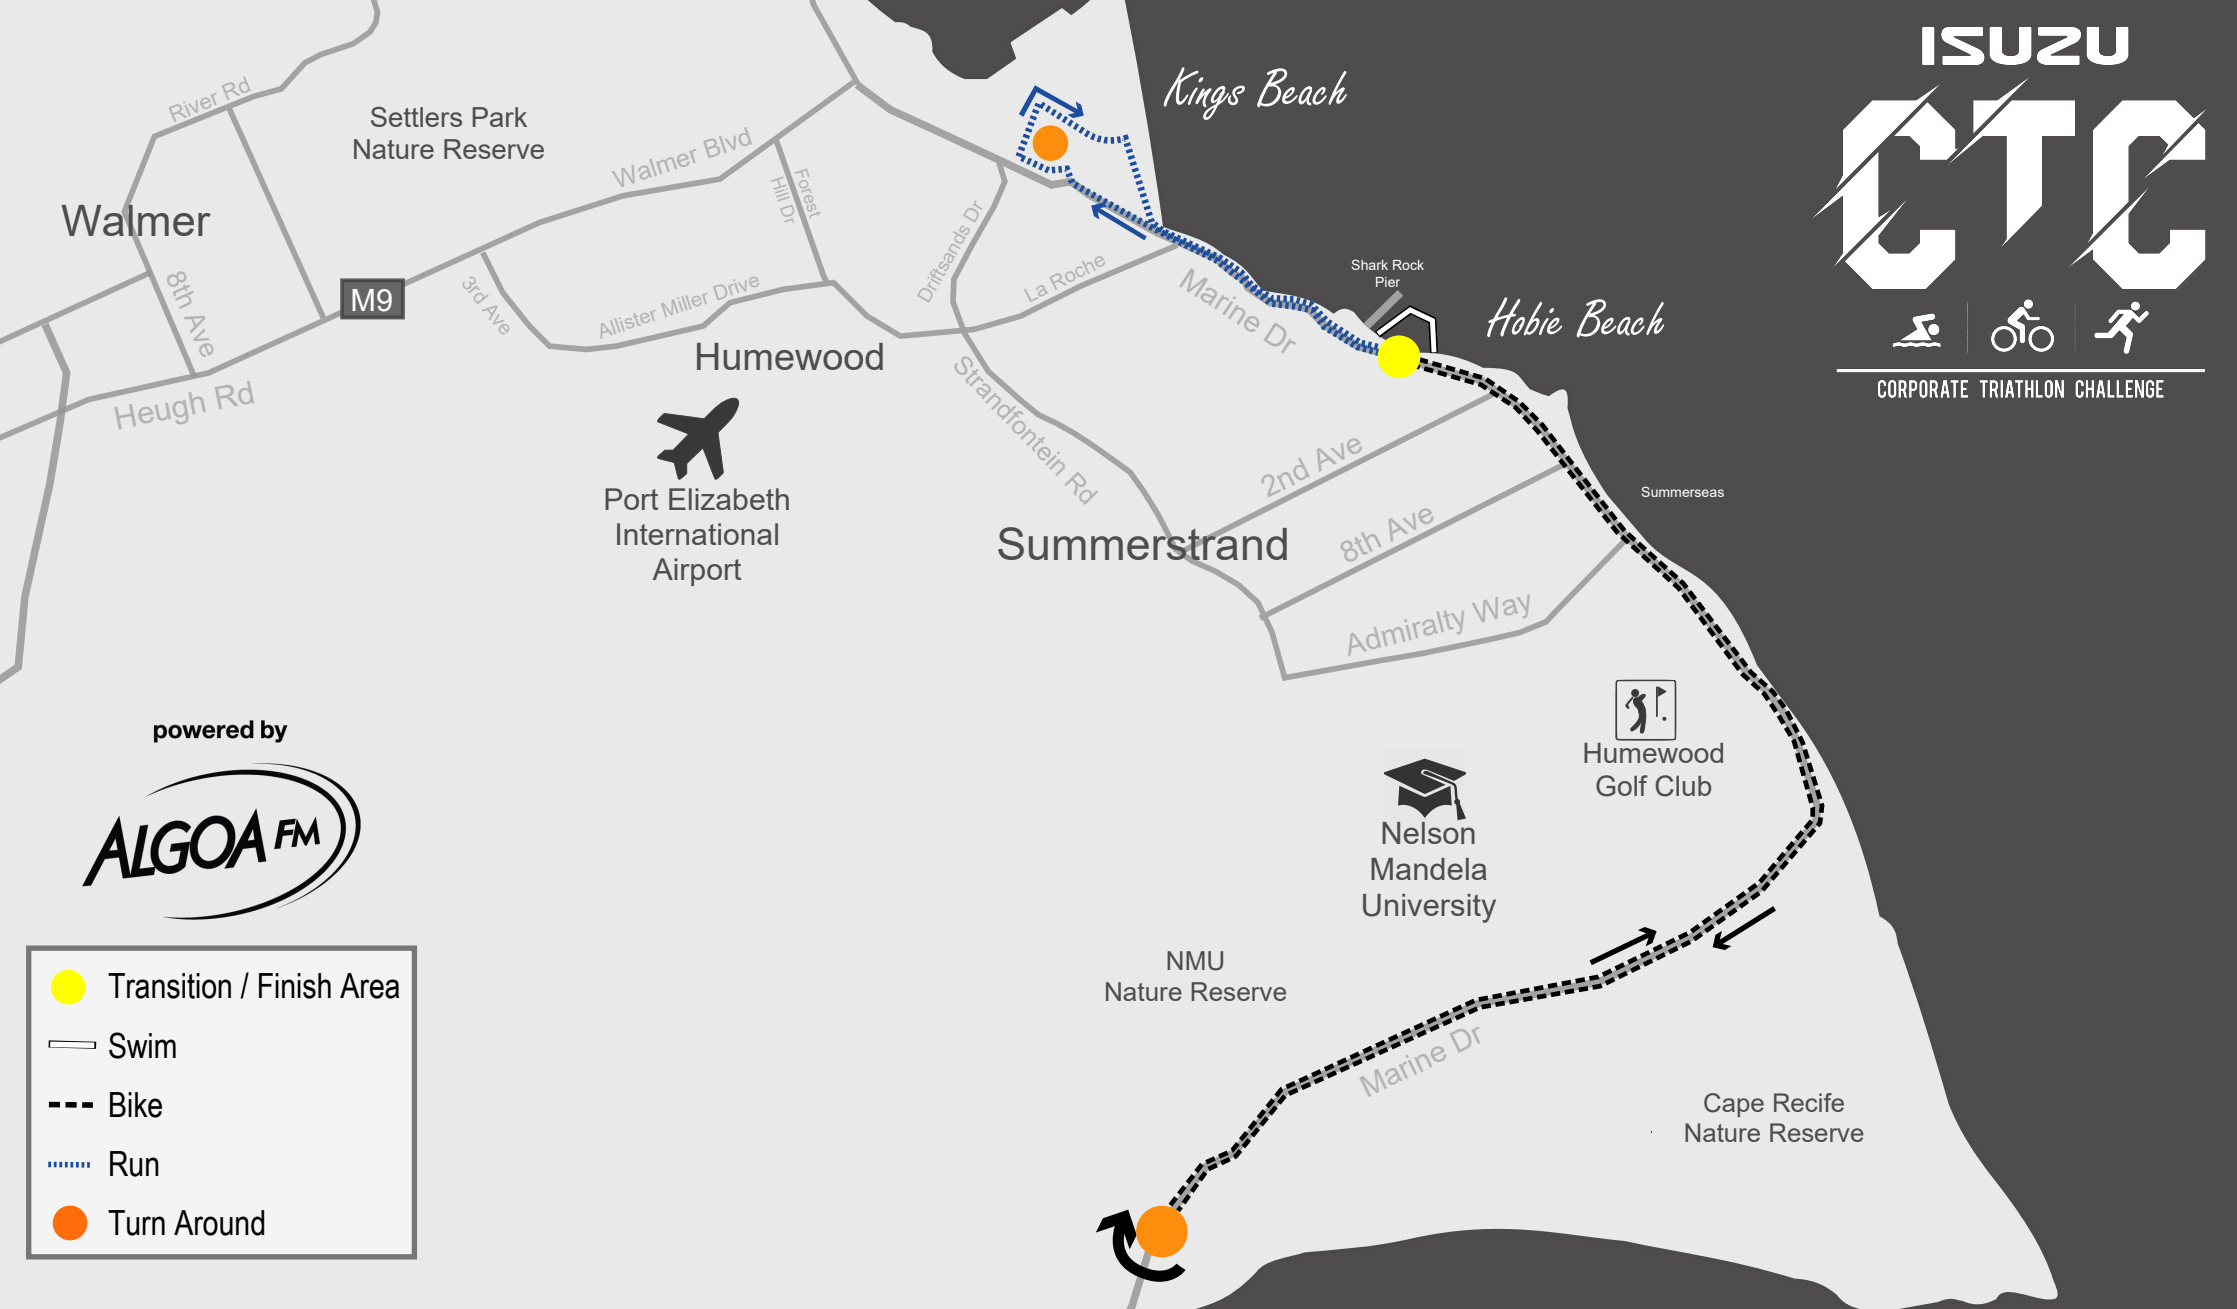 ISUZU
CTC
CORPORATE TRIATHLON CHALLENGE
Kings Beach
River Rd
Settlers Park
Nature Reserve
Walmer Blvd
Forest
Hill Dr
Walmer
Driftsands Dr
8th Ave
M9
3rd Ave
Allister Miller Drive
La Roche
Marine Dr
Shark Rock
Pier
Hobie Beach
Humewood
Heugh Rd
Strandfontein Rd
2nd Ave
Summerseas
Port Elizabeth
International
Airport
Summerstrand
8th Ave
Admiralty Way
Humewood
Golf Club
Nelson
Mandela
University
NMU
Nature Reserve
Marine Dr
Cape Recife
Nature Reserve
powered by
ALGOA FM
Transition / Finish Area
Swim
Bike
Run
Turn Around